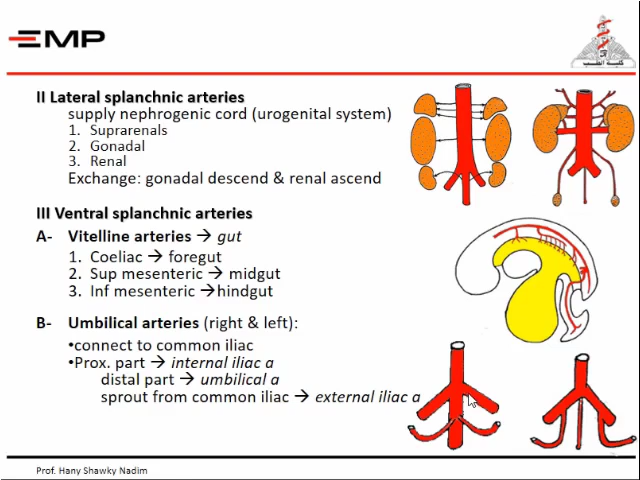 EMP
كلية الطب
II Lateral splanchnic arteries
supply nephrogenic cord (urogenital system)
1. Suprarenals
2. Gonadal
3. Renal
Exchange: gonadal descend & renal ascend
III Ventral splanchnic arteries
A- Vitelline arteries → gut
1. Coeliac → foregut
2. Sup mesenteric → midgut
3. Inf mesenteric →hindgut
B- Umbilical arteries (right & left):
•connect to common iliac
•Prox. part → internal iliac a
distal part → umbilical a
sprout from common iliac → external iliac a
Prof. Hany Shawky Nadim